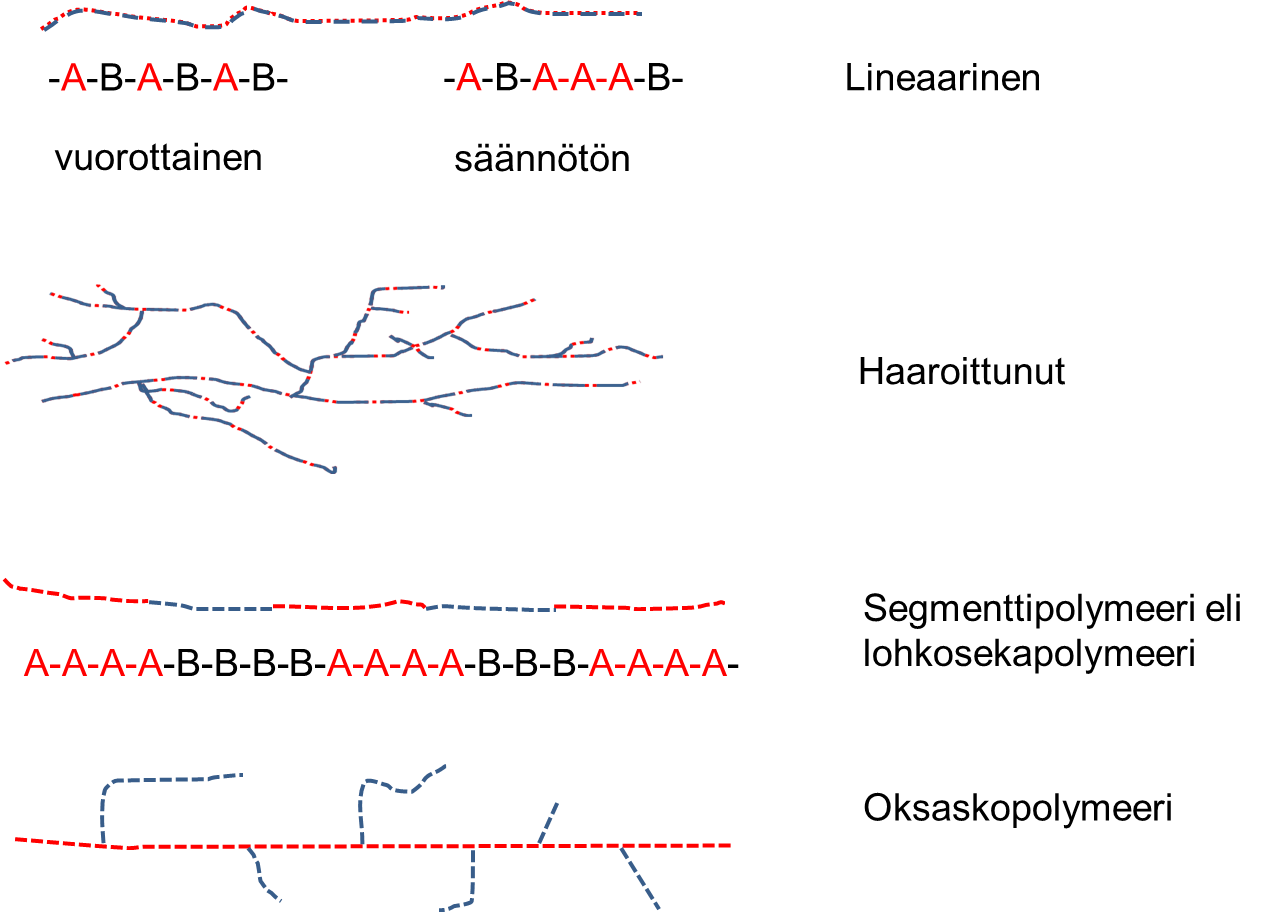 -A-B-A-B-A-B-
-A-B-A-A-A-B-
Lineaarinen
vuorottainen
säännötön
Haaroittunut
Segmenttipolymeeri eli
lohkosekapolymeeri
A-A-A-A-B-B-B-B-A-A-A-A-B-B-B-A-A-A-A-
Oksaskopolymeeri